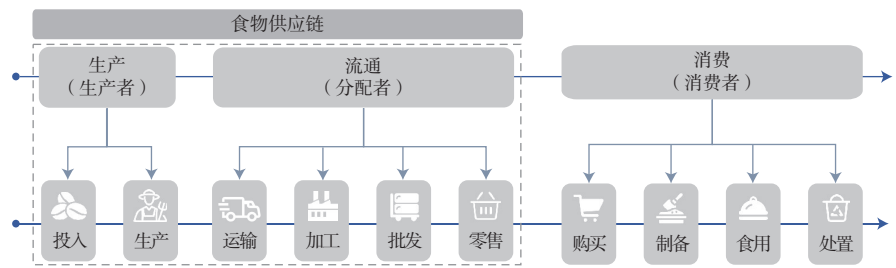 食物供应链
生产
（生产者）
流通
（分配者）
消费
（消费者）
投入
生产
运输
加工
批发
零售
购买
制备
食用
处置